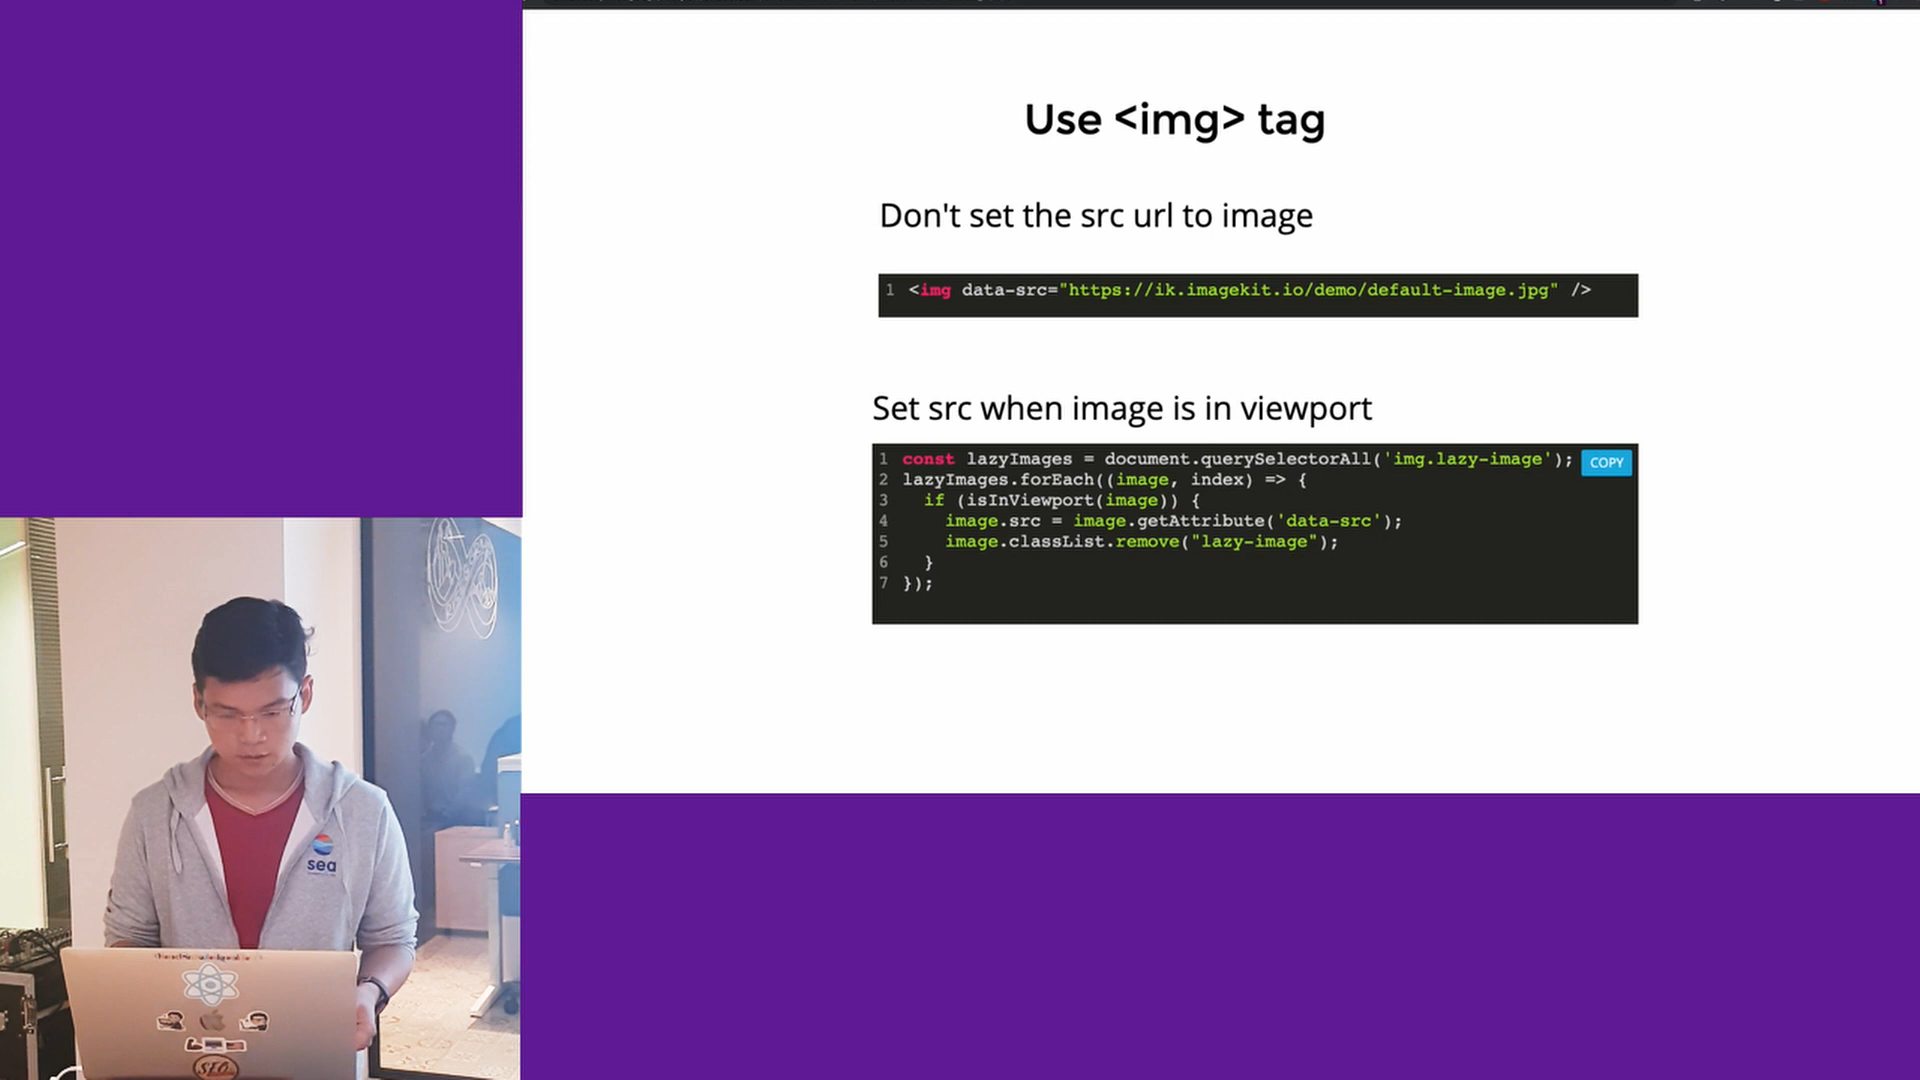 Use <img> tag
Don't set the src url to image
1 <img data-src="https://ik.imagekit.io/demo/default-image.jpg" />
Set src when image is in viewport
1 const lazyImages = document.querySelectorAll('img.lazy-image');
COPY
2 lazyImages.forEach((image, index) => {
3 if (isInViewport(image)) {
4 image.src = image.getAttribute('data-src');
5 image.classList.remove("lazy-image");
6 }
7 });
sea
SEO